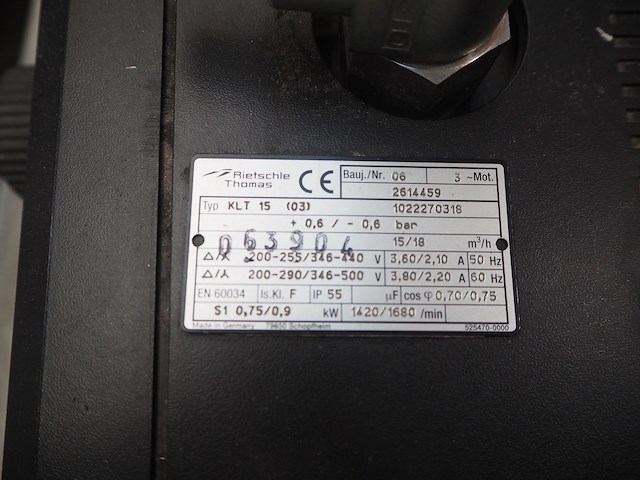 Rietschle
Thomas
CE
Bauj./Nr. 06 3 ~Mot.
2614459
Typ KLT 15 (03) 1022270318
- + 0,6 / - 0,6 bar
063904 15/18 m³/h
△/⅄ 200-255/346-440 V 3,60/2,10 A 50 Hz
△/⅄ 200-290/346-500 V 3,80/2,20 A 60 Hz
EN 60034 Is.Kl. F IP 55 µF cos φ 0,70/0,75
S1 0,75/0,9 kW 1420/1680 /min
Made in Germany 79650 Schopfheim 525470-0000